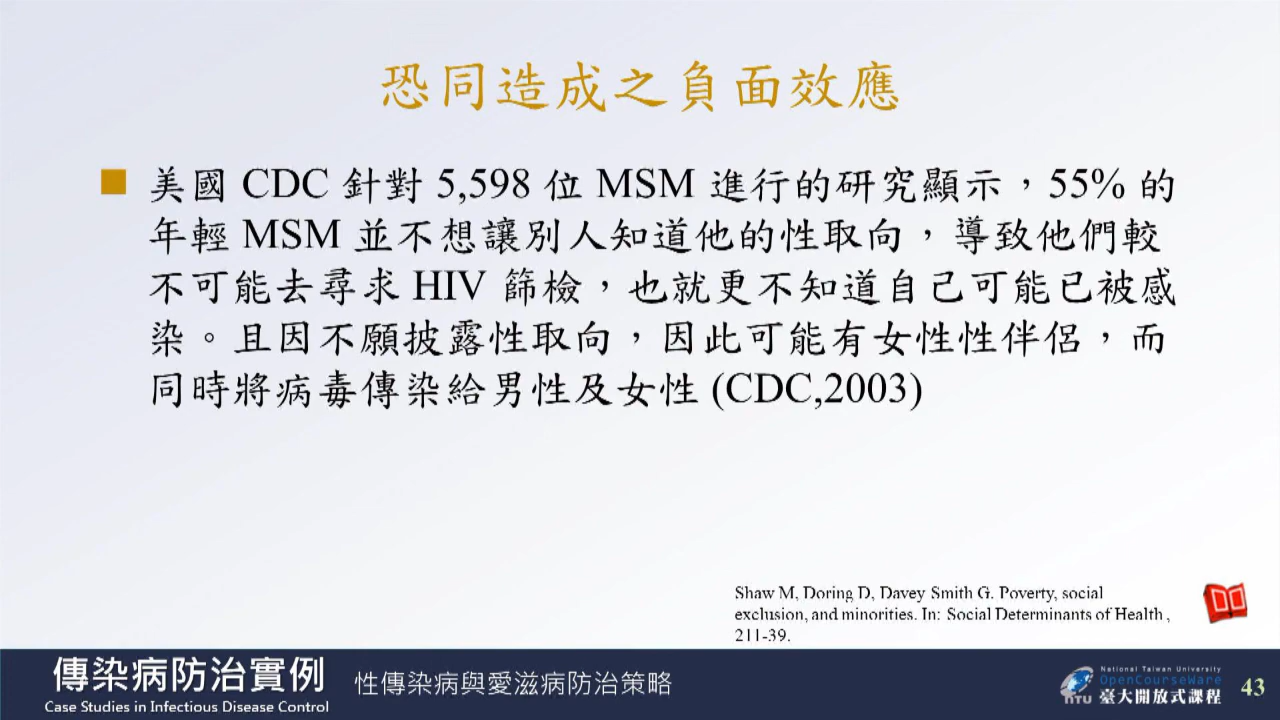 恐同造成之負面效應
美國 CDC 針對 5,598 位 MSM 進行的研究顯示，55% 的
年輕 MSM 並不想讓別人知道他的性取向，導致他們較
不可能去尋求 HIV 篩檢，也就更不知道自己可能已被感
染。且因不願披露性取向，因此可能有女性性伴侶，而
同時將病毒傳染給男性及女性 (CDC,2003)
Shaw M, Doring D, Davey Smith G. Poverty, social
exclusion, and minorities. In: Social Determinants of Health ,
211-39.
傳染病防治實例
Case Studies in Infectious Disease Control
性傳染病與愛滋病防治策略
National Taiwan University
OpenCourseWare
NTU 臺大開放式課程
43